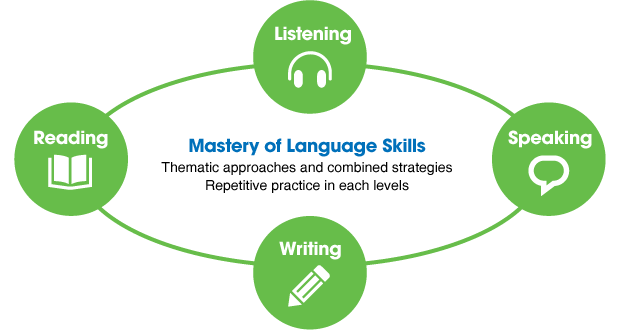 Listening
Reading
Speaking
Mastery of Language Skills
Thematic approaches and combined strategies
Repetitive practice in each levels
Writing